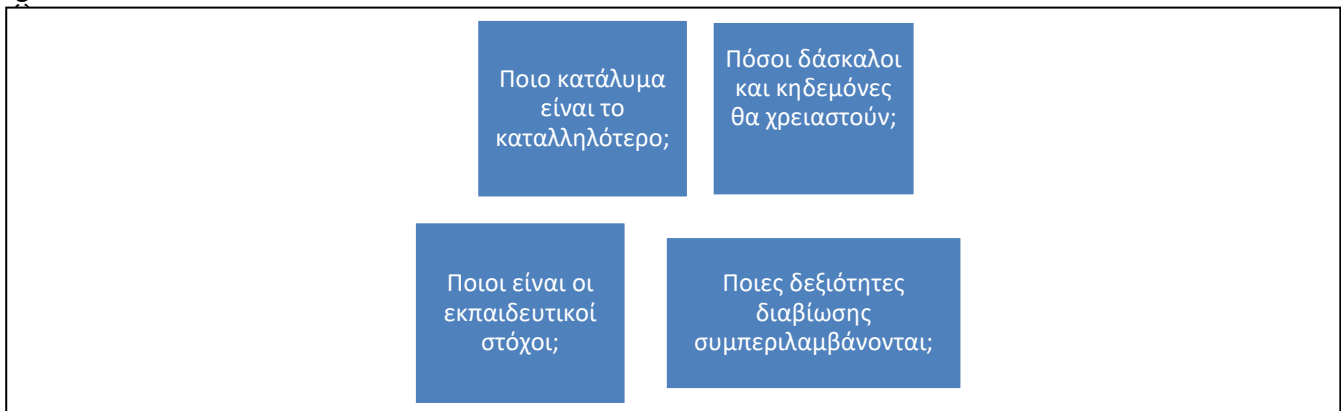 Ποιο κατάλυμα
είναι το
καταλληλότερο;
Πόσοι δάσκαλοι
και κηδεμόνες
θα χρειαστούν;
Ποιοι είναι οι
εκπαιδευτικοί
στόχοι;
Ποιες δεξιότητες
διαβίωσης
συμπεριλαμβάνονται;